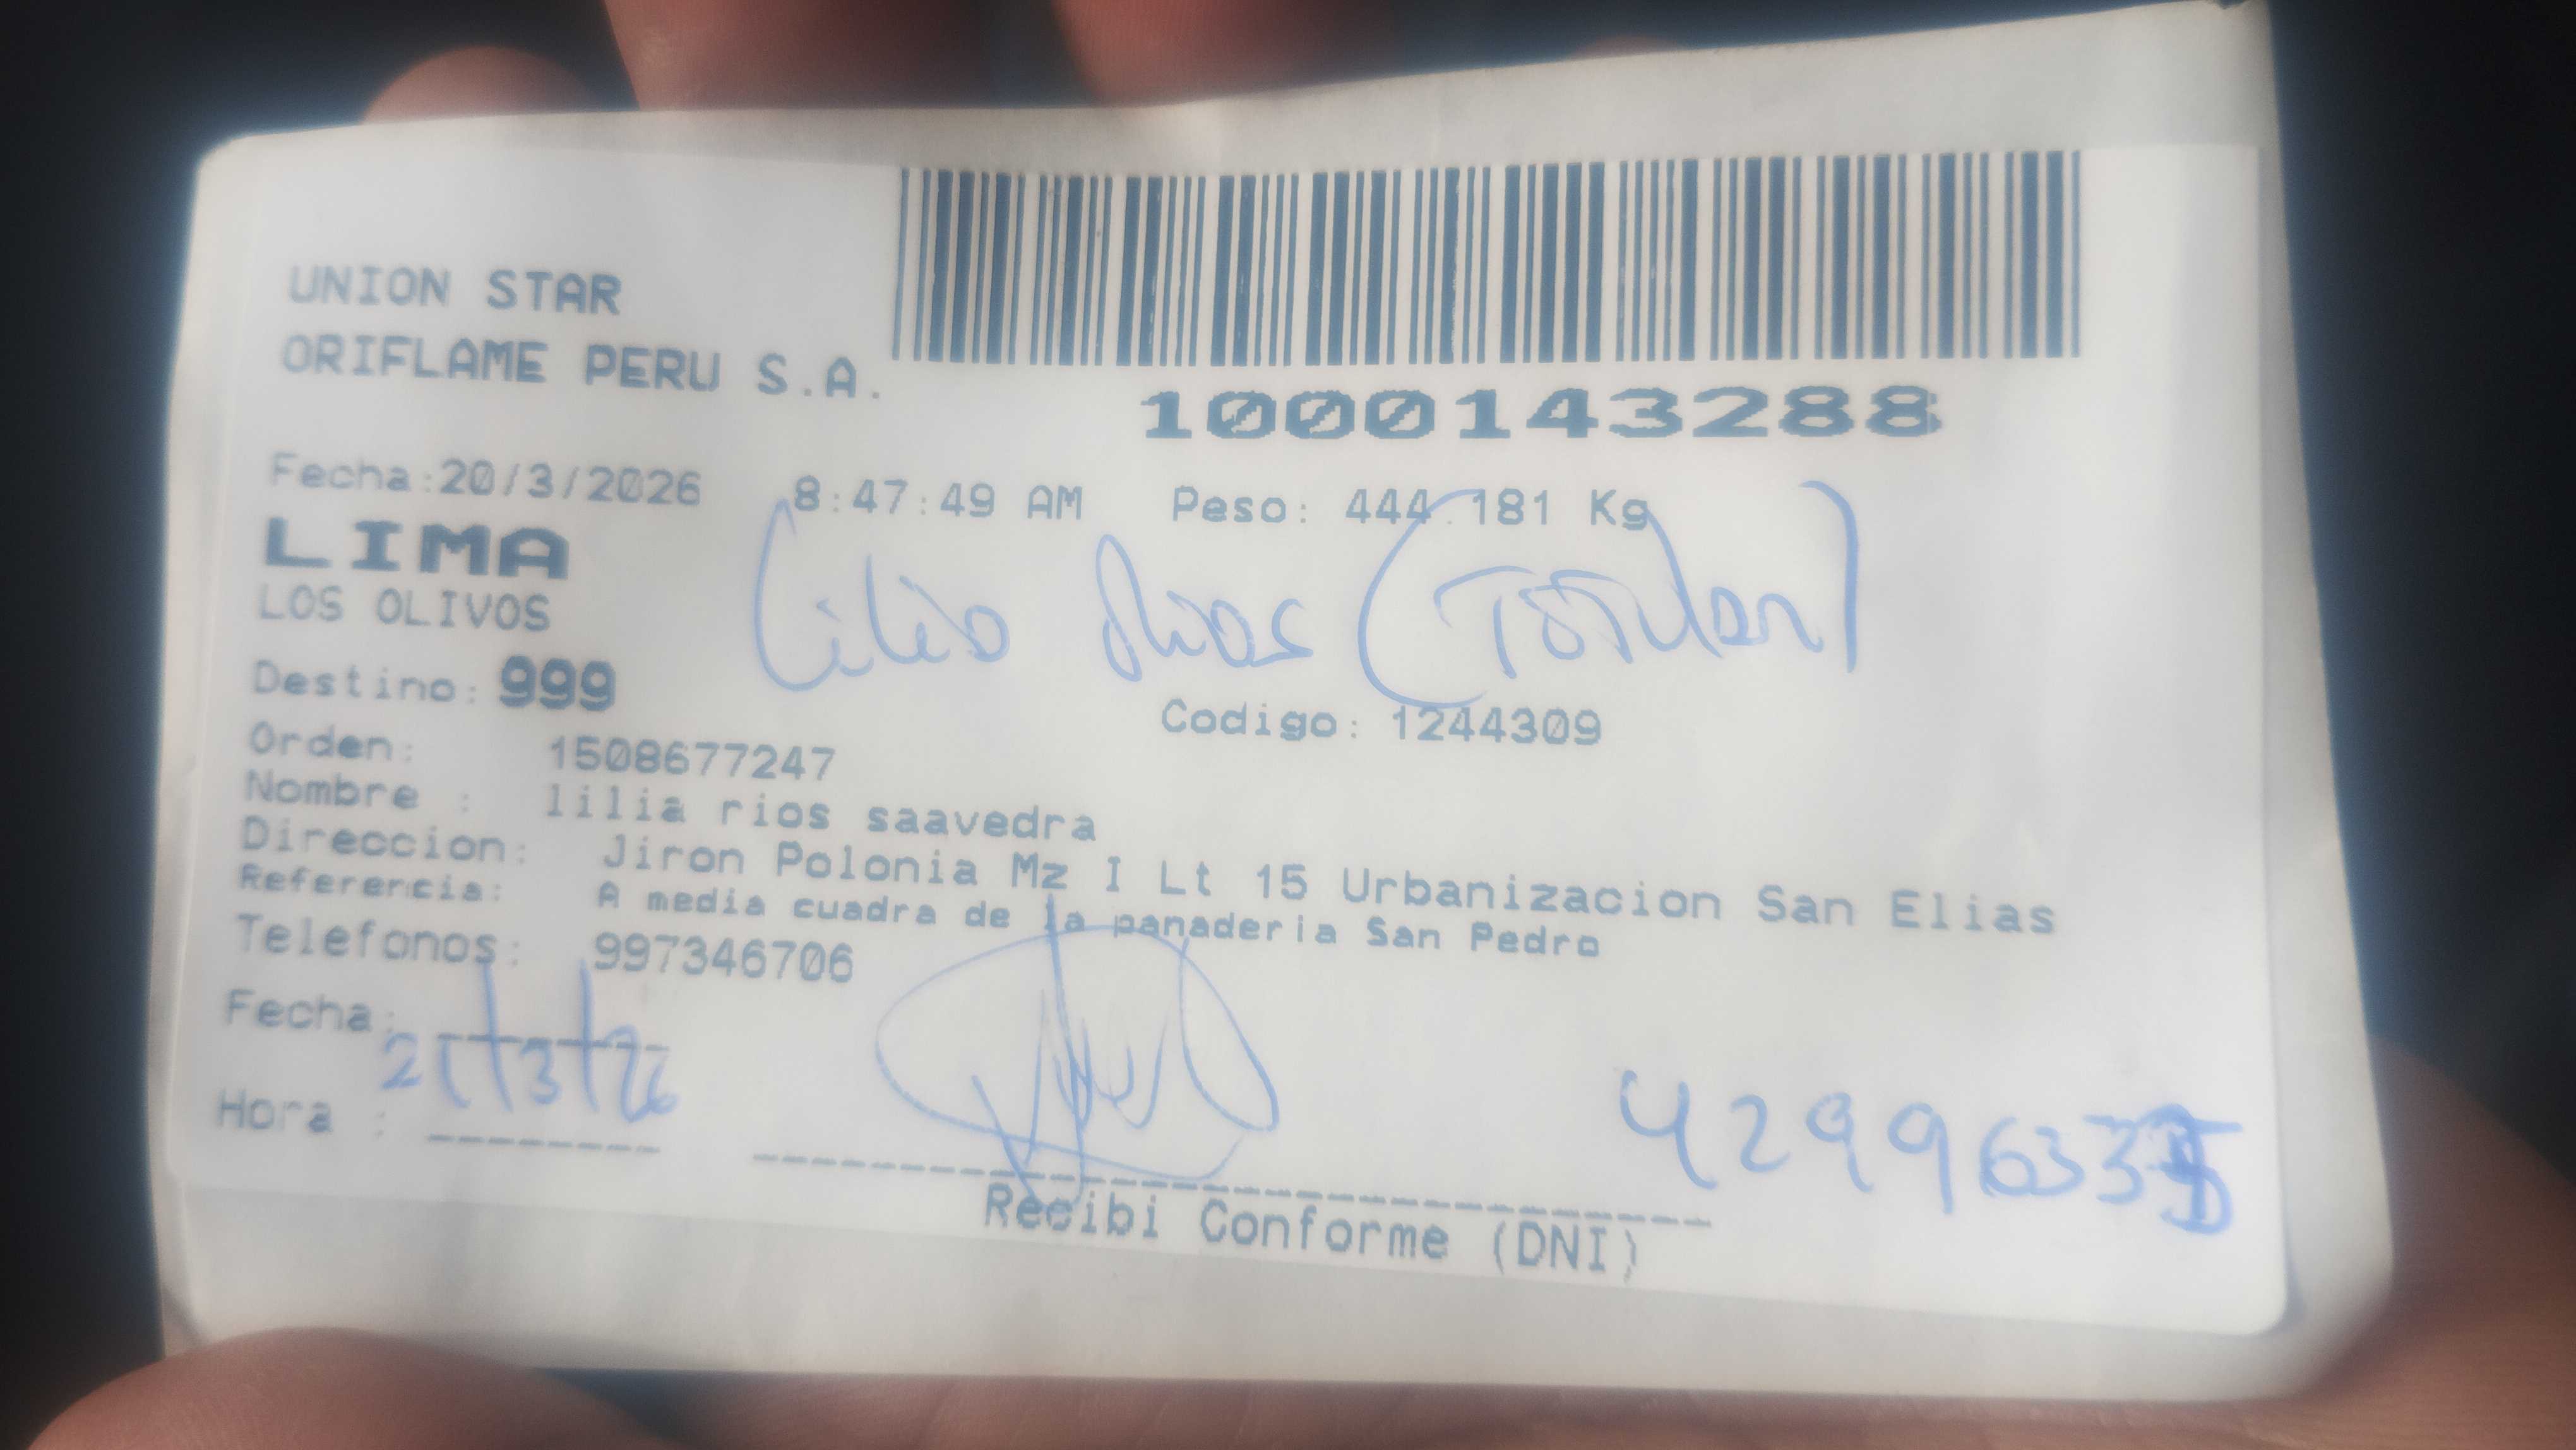 UNION STAR
ORIFLAME PERU S.A.
1000143288
Fecha:20/3/2026 8:47:49 AM Peso: 444.181 Kg
LIMA
LOS OLIVOS
Lilia Rios (Titular)
Destino: 999
Codigo: 1244309
Orden: 1508677247
Nombre : lilia rios saavedra
Direccion: Jiron Polonia Mz I Lt 15 Urbanizacion San Elias
Referencia: A media cuadra de la panaderia San Pedro
Telefonos: 997346706
Fecha: 21/3/26
Hora :
Recibi Conforme (DNI)